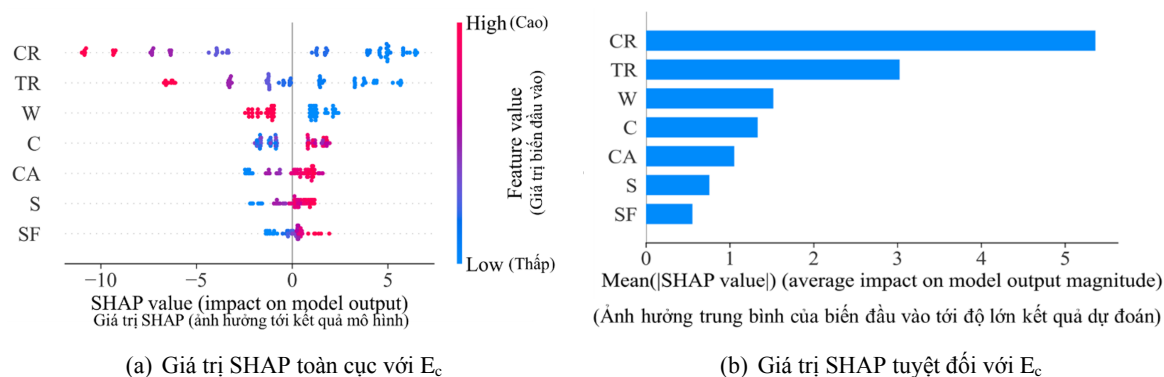 CR
TR
W
C
CA
S
SF
−10
−5
0
5
SHAP value (impact on model output)
Giá trị SHAP (ảnh hưởng tới kết quả mô hình)
High (Cao)
Feature value
(Giá trị biến đầu vào)
Low (Thấp)
(a) Giá trị SHAP toàn cục với Ec
CR
TR
W
C
CA
S
SF
0
1
2
3
4
5
Mean(|SHAP value|) (average impact on model output magnitude)
(Ảnh hưởng trung bình của biến đầu vào tới độ lớn kết quả dự đoán)
(b) Giá trị SHAP tuyệt đối với Ec